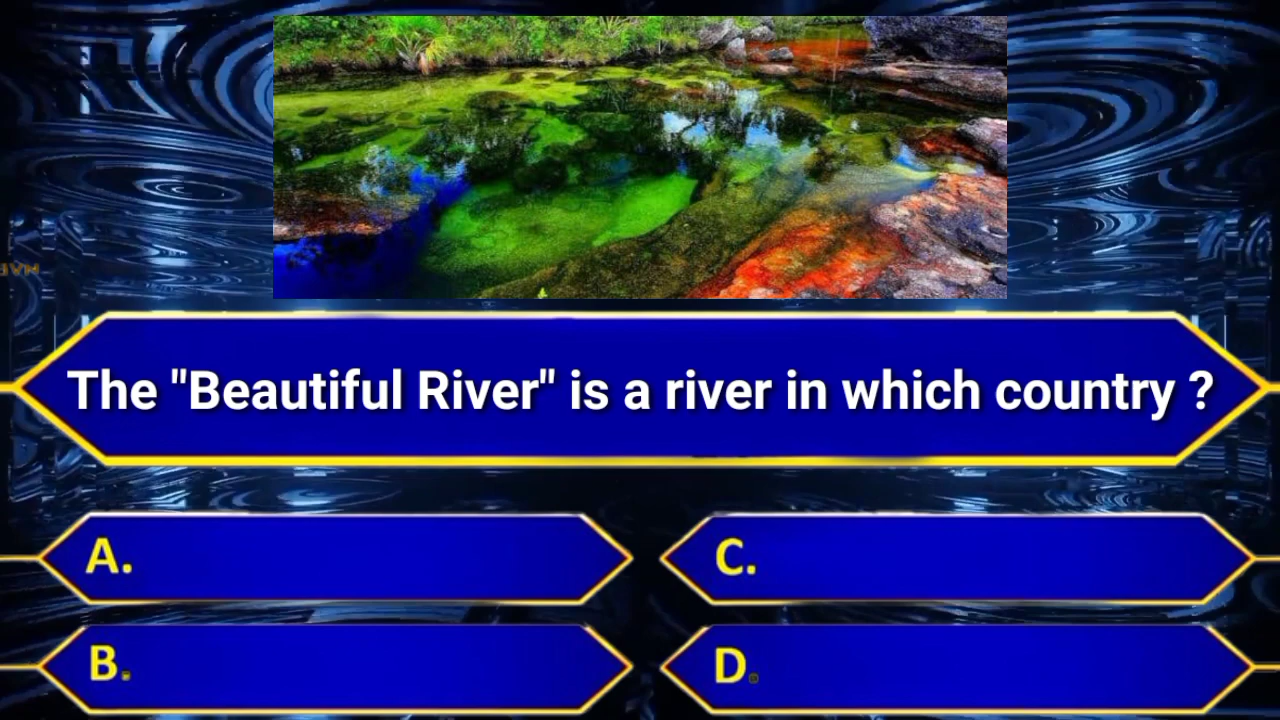 The "Beautiful River" is a river in which country ?
A.
C.
B.
D.